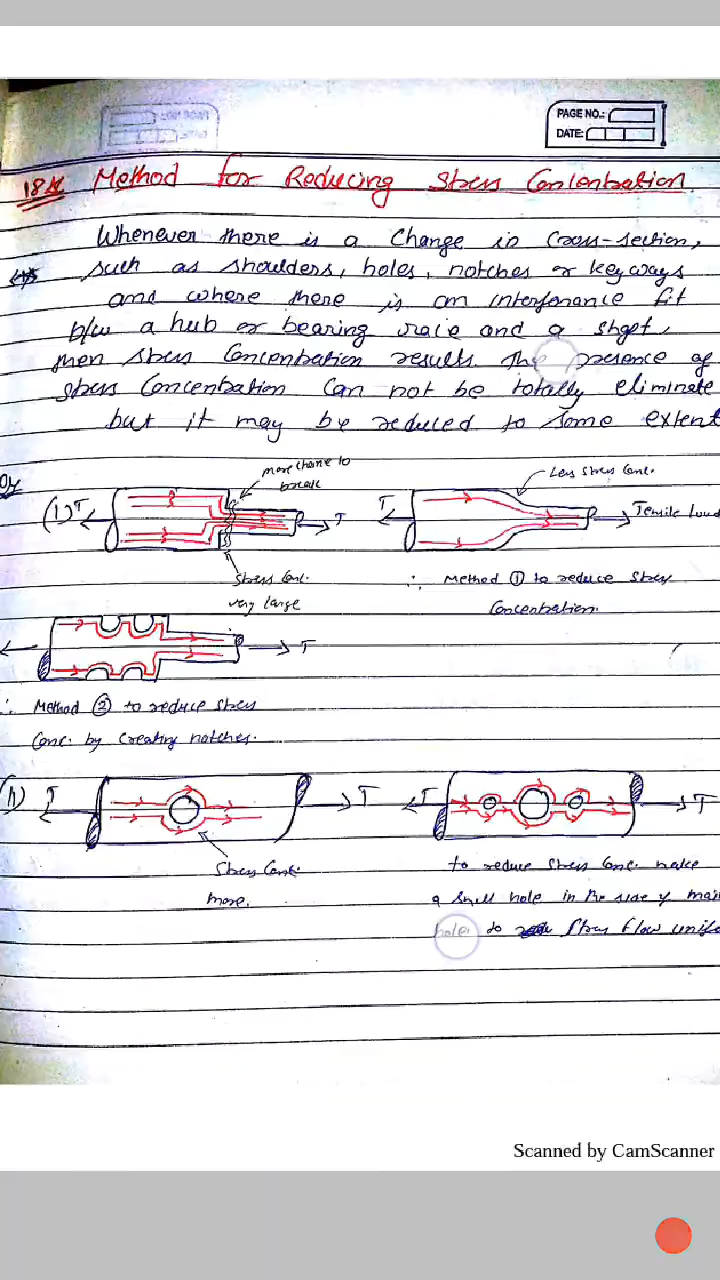 PAGE NO.:
DATE:
Method for Reducing Stress Concentration
Whenever there is a change in cross-section,
such as shoulders, holes, notches or keyways
and where there is an interference fit
b/w a hub or bearing race and a shaft,
then stress concentration results. The presence of
stress concentration can not be totally eliminate
but it may be reduced to some extent
more chance to
break
Less stress conc.
(1) T
T
T
Tensile load
Stress conc.
very large
∴ Method ① to reduce stress
concentration.
T
∴ Method ② to reduce stress
conc. by creating notches.
T
T
T
T
Stress conc.
more.
to reduce stress conc. make
a small hole in the side of main
hole to stress flow
Scanned by CamScanner